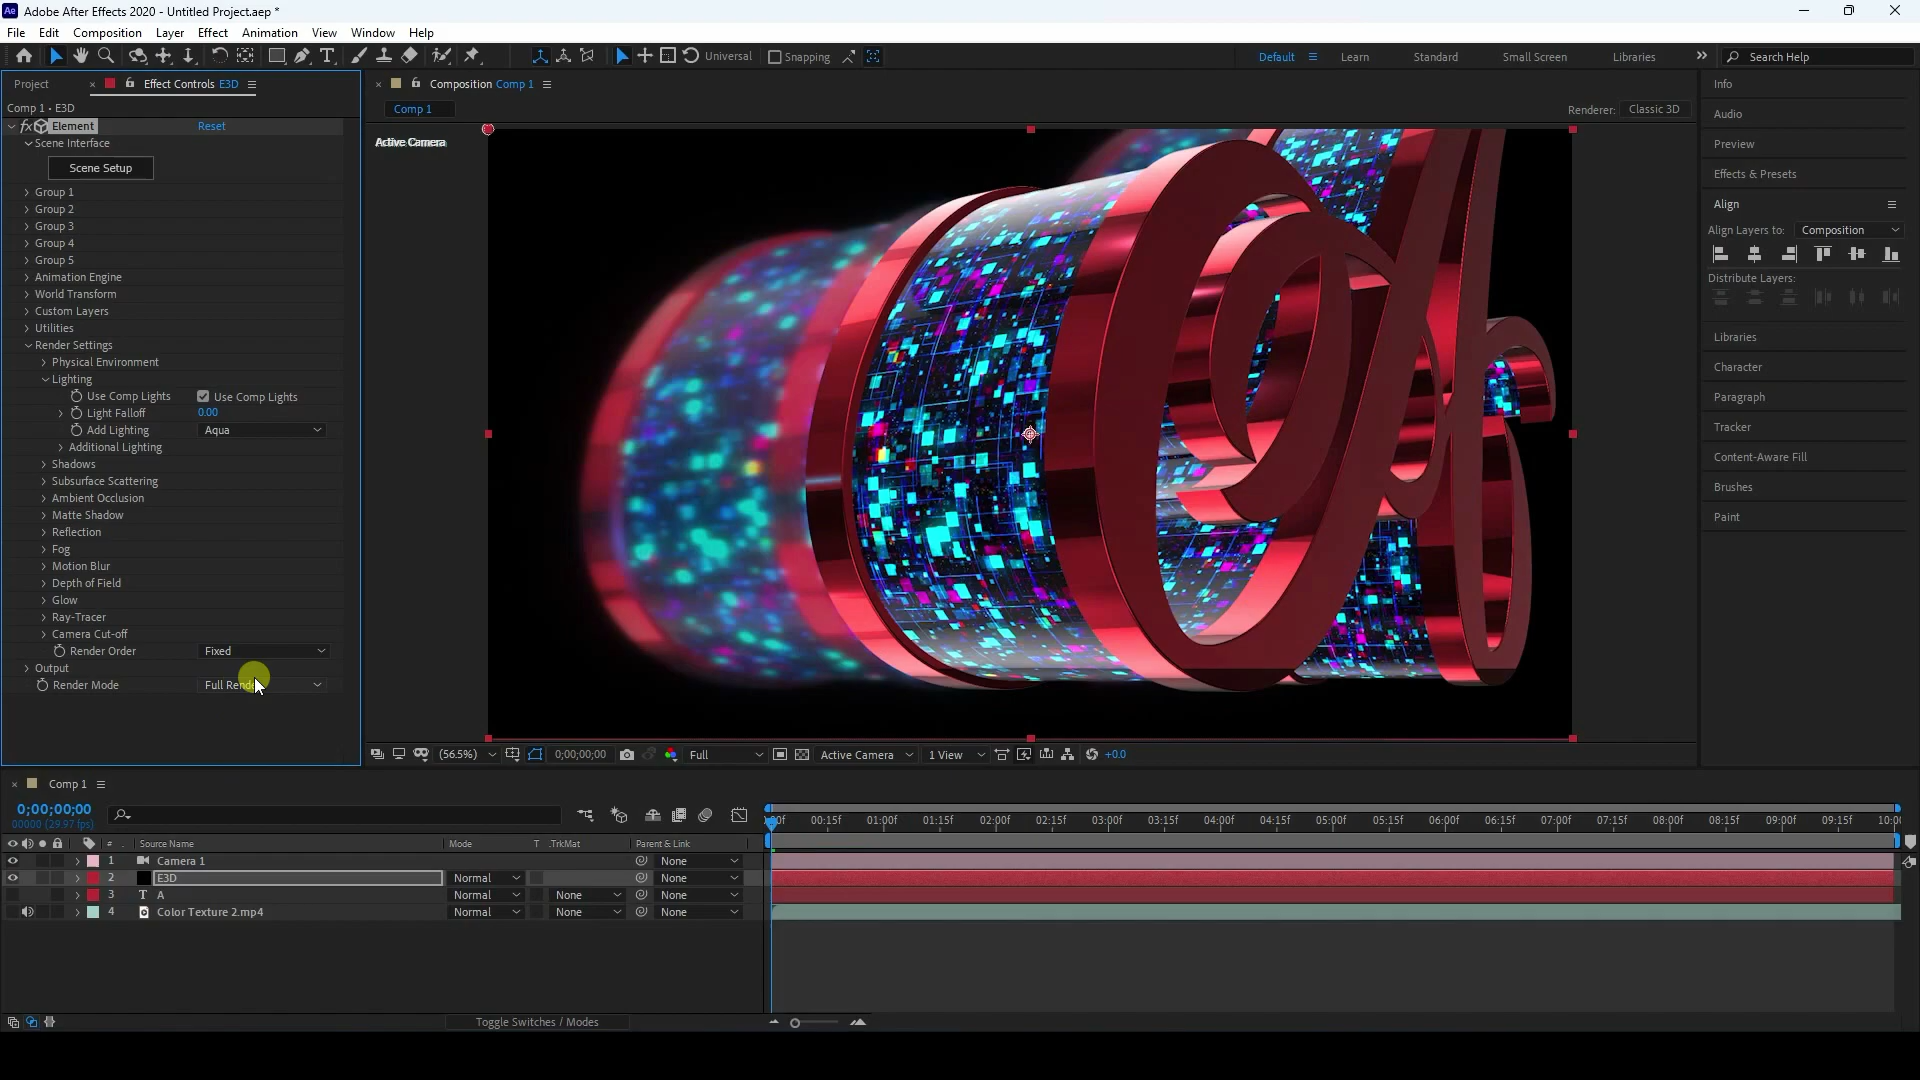 Ae Adobe After Effects 2020 - Untitled Project.aep *
File Edit Composition Layer Effect Animation View Window Help
Universal Snapping Default Learn Standard Small Screen Libraries Search Help
Project Effect Controls E3D
Comp 1 • E3D
fx Element Reset
Scene Interface
Scene Setup
Group 1
Group 2
Group 3
Group 4
Group 5
Animation Engine
World Transform
Custom Layers
Utilities
Render Settings
Physical Environment
Lighting
Use Comp Lights Use Comp Lights
Light Falloff 0.00
Add Lighting Aqua
Additional Lighting
Shadows
Subsurface Scattering
Ambient Occlusion
Matte Shadow
Reflection
Fog
Motion Blur
Depth of Field
Glow
Ray-Tracer
Camera Cut-off
Render Order Fixed
Output
Render Mode Full Render
Composition Comp 1
Comp 1 Renderer: Classic 3D
Active Camera
A
(56.5%) 0;00;00;00 Full Active Camera 1 View +0.0
Info
Audio
Preview
Effects & Presets
Align
Align Layers to: Composition
Distribute Layers:
Libraries
Character
Paragraph
Tracker
Content-Aware Fill
Brushes
Paint
Comp 1
0;00;00;00
00000 (29.97 fps)
00:15f 01:00f 01:15f 02:00f 02:15f 03:00f 03:15f 04:00f 04:15f 05:00f 05:15f 06:00f 06:15f 07:00f 07:15f 08:00f 08:15f 09:00f 09:15f
# Source Name Mode T .TrkMat Parent & Link
1 Camera 1 None
2 E3D Normal None
3 T A Normal None None
4 Color Texture 2.mp4 Normal None None
Toggle Switches / Modes